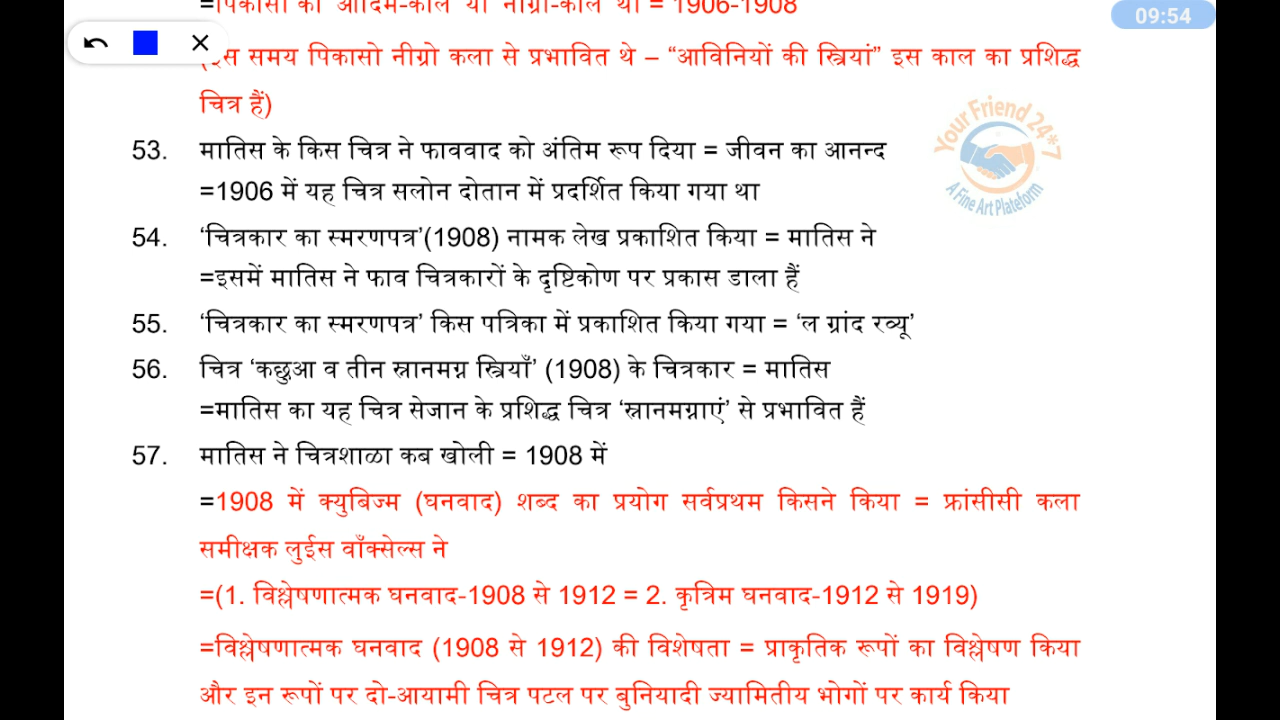 =पिकासो का आदिम-काल या नीग्रो-काल था = 1906-1908
09:54
(इस समय पिकासो नीग्रो कला से प्रभावित थे – “आविनियों की स्त्रियां” इस काल का प्रशिद्ध
चित्र हैं)
Your Friend 24*7
A Fine Art Plateform
53. मातिस के किस चित्र ने फाववाद को अंतिम रूप दिया = जीवन का आनन्द
=1906 में यह चित्र सलोन दोतान में प्रदर्शित किया गया था
54. ‘चित्रकार का स्मरणपत्र’(1908) नामक लेख प्रकाशित किया = मातिस ने
=इसमें मातिस ने फाव चित्रकारों के दृष्टिकोण पर प्रकास डाला हैं
55. ‘चित्रकार का स्मरणपत्र’ किस पत्रिका में प्रकाशित किया गया = ‘ल ग्रांद रव्यू’
56. चित्र ‘कछुआ व तीन स्नानमग्न स्त्रियाँ’ (1908) के चित्रकार = मातिस
=मातिस का यह चित्र सेजान के प्रशिद्ध चित्र ‘स्नानमग्नाएं’ से प्रभावित हैं
57. मातिस ने चित्रशाळा कब खोली = 1908 में
=1908 में क्युबिज्म (घनवाद) शब्द का प्रयोग सर्वप्रथम किसने किया = फ्रांसीसी कला
समीक्षक लुईस वॉंक्सेल्स ने
=(1. विश्लेषणात्मक घनवाद-1908 से 1912 = 2. कृत्रिम घनवाद-1912 से 1919)
=विश्लेषणात्मक घनवाद (1908 से 1912) की विशेषता = प्राकृतिक रूपों का विश्लेषण किया
और इन रूपों पर दो-आयामी चित्र पटल पर बुनियादी ज्यामितीय भोगों पर कार्य किया